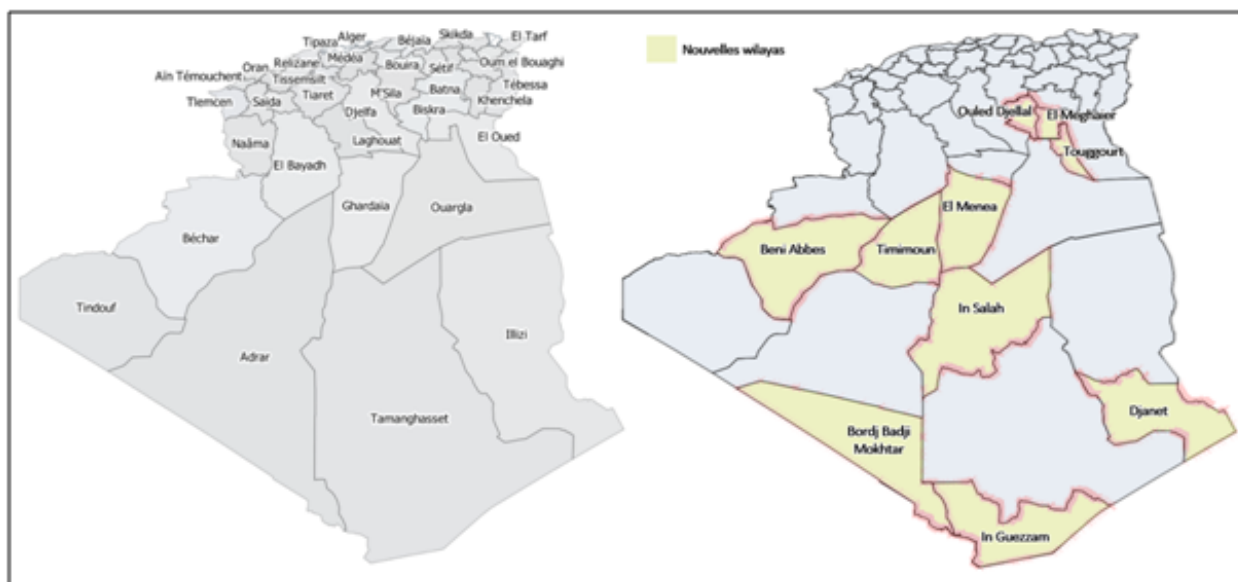 Alger
Skikda
Tipaza
Béjaïa
El Tarf
Oran
Relizane
Médéa
Bouira
Sétif
Oum el Bouaghi
Aïn Témouchent
Tissemsilt
Tébessa
Tlemcen
Saïda
Tiaret
M'Sila
Batna
Khenchela
Djelfa
Biskra
Naâma
Laghouat
El Oued
El Bayadh
Ghardaïa
Ouargla
Béchar
Tindouf
Illizi
Adrar
Tamanghasset
Nouvelles wilayas
Ouled Djellal
El Meghaier
Touggourt
El Menea
Beni Abbes
Timimoun
In Salah
Djanet
Bordj Badji
Mokhtar
In Guezzam